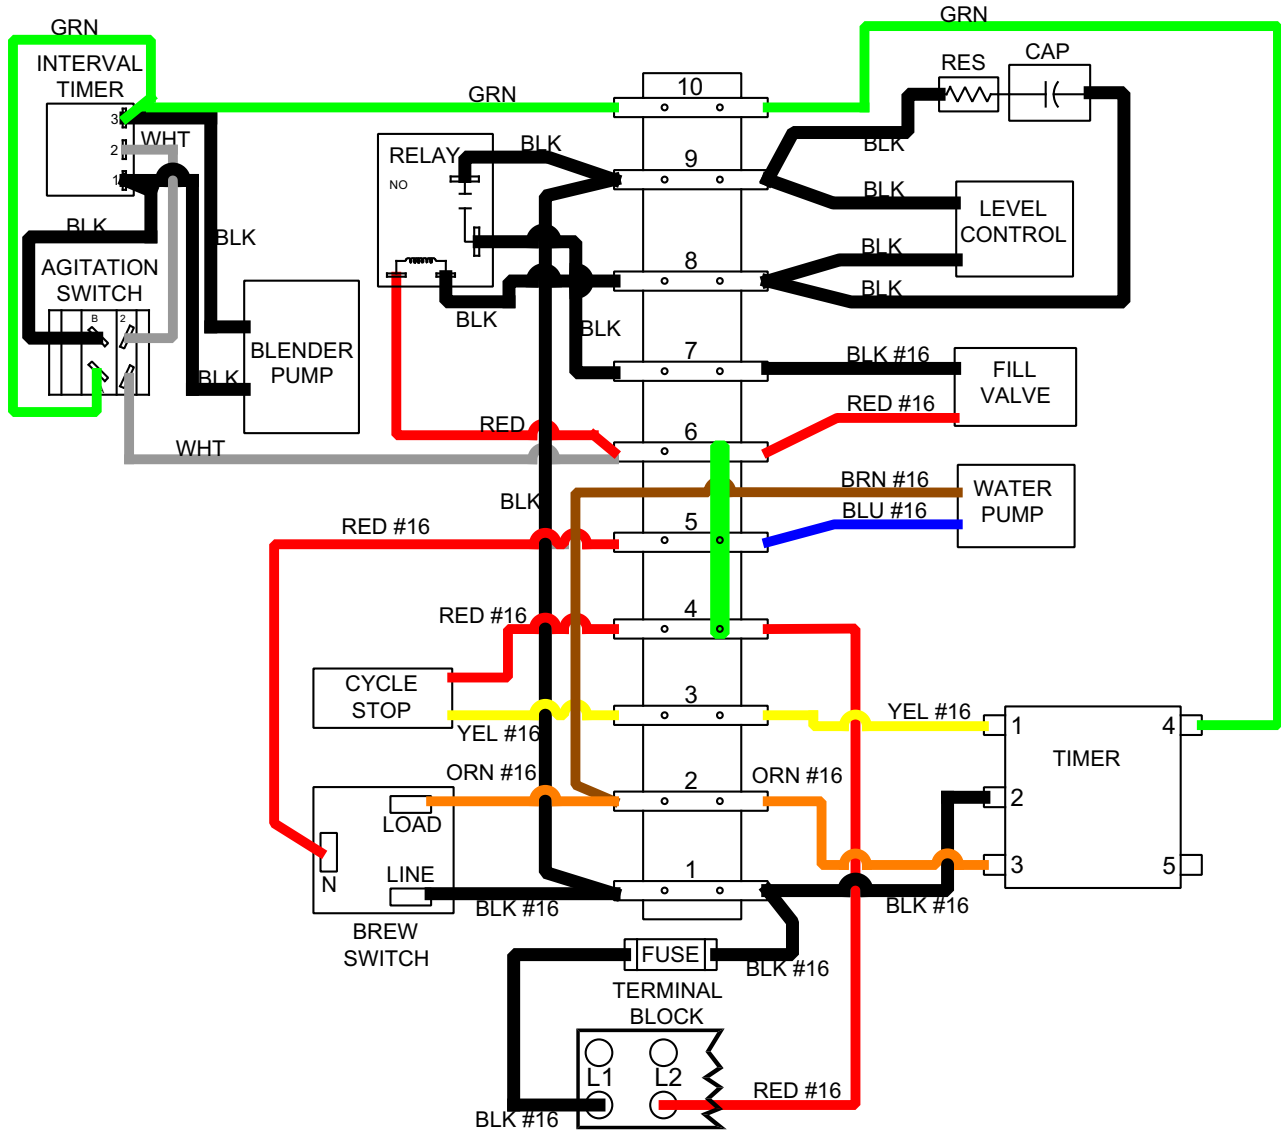 GRN
GRN
INTERVAL
TIMER
3
2
1
WHT
BLK
BLK
AGITATION
SWITCH
B
2
BLENDER
PUMP
BLK
WHT
GRN
RELAY
NO
BLK
BLK
BLK
RED
BLK
RED #16
RED #16
CYCLE
STOP
YEL #16
ORN #16
LOAD
LINE
N
BLK #16
BREW
SWITCH
10
9
8
7
6
5
4
3
2
1
RES
CAP
BLK
BLK
LEVEL
CONTROL
BLK
BLK
BLK #16
FILL
VALVE
RED #16
BRN #16
WATER
PUMP
BLU #16
YEL #16
ORN #16
1
2
3
TIMER
4
5
BLK #16
FUSE
BLK #16
TERMINAL
BLOCK
L1
L2
RED #16
BLK #16